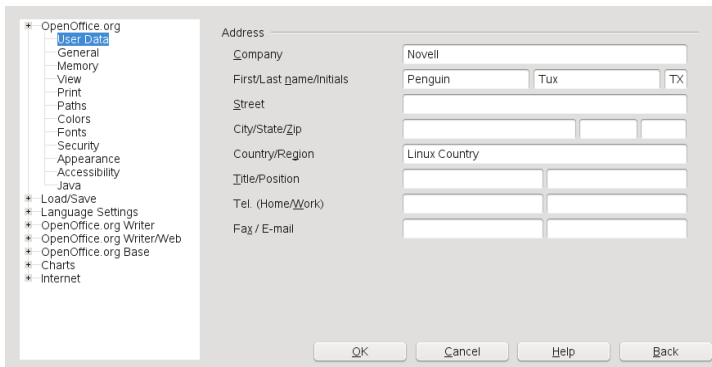 OpenOffice.org
User Data
General
Memory
View
Print
Paths
Colors
Fonts
Security
Appearance
Accessibility
Java
Load/Save
Language Settings
OpenOffice.org Writer
OpenOffice.org Writer/Web
OpenOffice.org Base
Charts
Internet
Address
Company Novell
First/Last name/Initials Penguin Tux TX
Street
City/State/Zip
Country/Region Linux Country
Title/Position
Tel. (Home/Work)
Fax / E-mail
OK Cancel Help Back